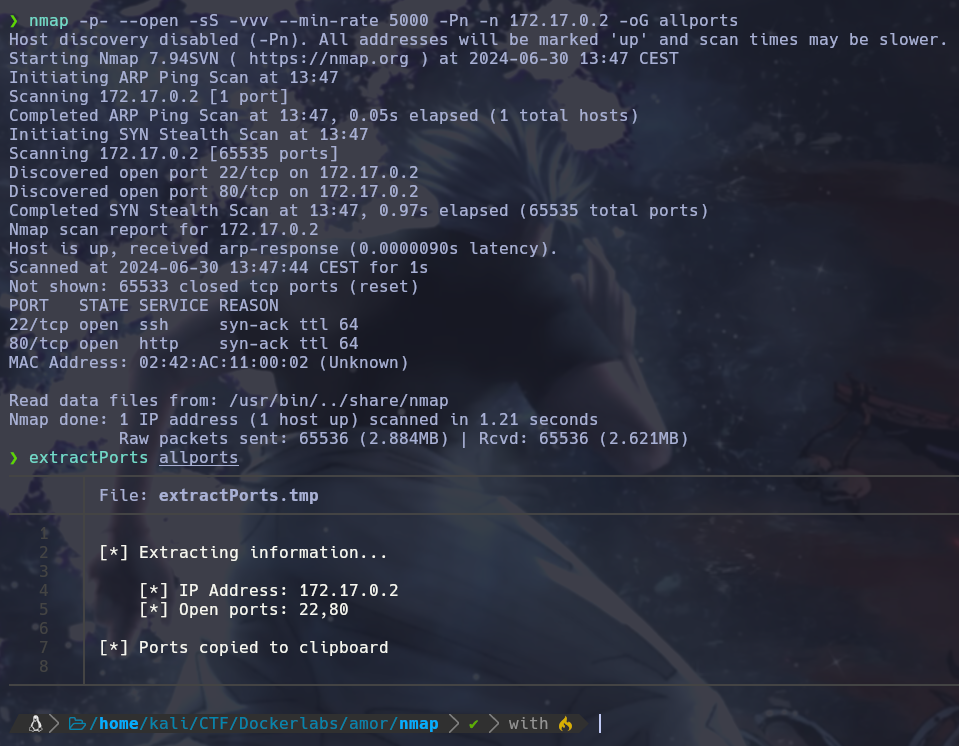 ❯ nmap -p- --open -sS -vvv --min-rate 5000 -Pn -n 172.17.0.2 -oG allports
Host discovery disabled (-Pn). All addresses will be marked 'up' and scan times may be slower.
Starting Nmap 7.94SVN ( https://nmap.org ) at 2024-06-30 13:47 CEST
Initiating ARP Ping Scan at 13:47
Scanning 172.17.0.2 [1 port]
Completed ARP Ping Scan at 13:47, 0.05s elapsed (1 total hosts)
Initiating SYN Stealth Scan at 13:47
Scanning 172.17.0.2 [65535 ports]
Discovered open port 22/tcp on 172.17.0.2
Discovered open port 80/tcp on 172.17.0.2
Completed SYN Stealth Scan at 13:47, 0.97s elapsed (65535 total ports)
Nmap scan report for 172.17.0.2
Host is up, received arp-response (0.0000090s latency).
Scanned at 2024-06-30 13:47:44 CEST for 1s
Not shown: 65533 closed tcp ports (reset)
PORT   STATE SERVICE REASON
22/tcp open  ssh     syn-ack ttl 64
80/tcp open  http    syn-ack ttl 64
MAC Address: 02:42:AC:11:00:02 (Unknown)
Read data files from: /usr/bin/../share/nmap
Nmap done: 1 IP address (1 host up) scanned in 1.21 seconds
           Raw packets sent: 65536 (2.884MB) | Rcvd: 65536 (2.621MB)
❯ extractPorts allports
File: extractPorts.tmp
1
2 [*] Extracting information...
3
4 [*] IP Address: 172.17.0.2
5 [*] Open ports: 22,80
6
7 [*] Ports copied to clipboard
8
/home/kali/CTF/Dockerlabs/amor/nmap ✔ with 🔥